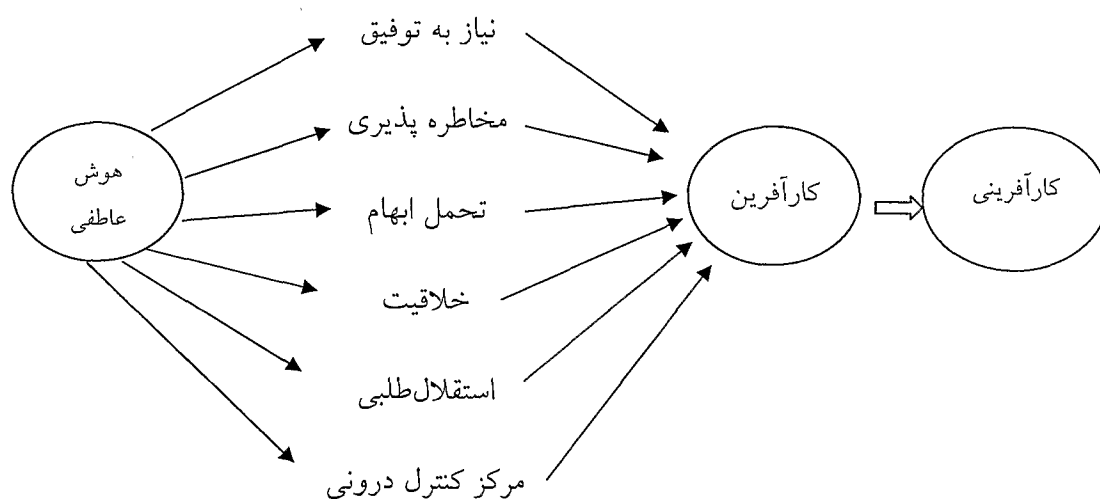 نیاز به توفیق
مخاطره پذیری
هوش
عاطفی
تحمل ابهام
کارآفرین
کارآفرینی
خلاقیت
استقلال‌طلبی
مرکز کنترل درونی